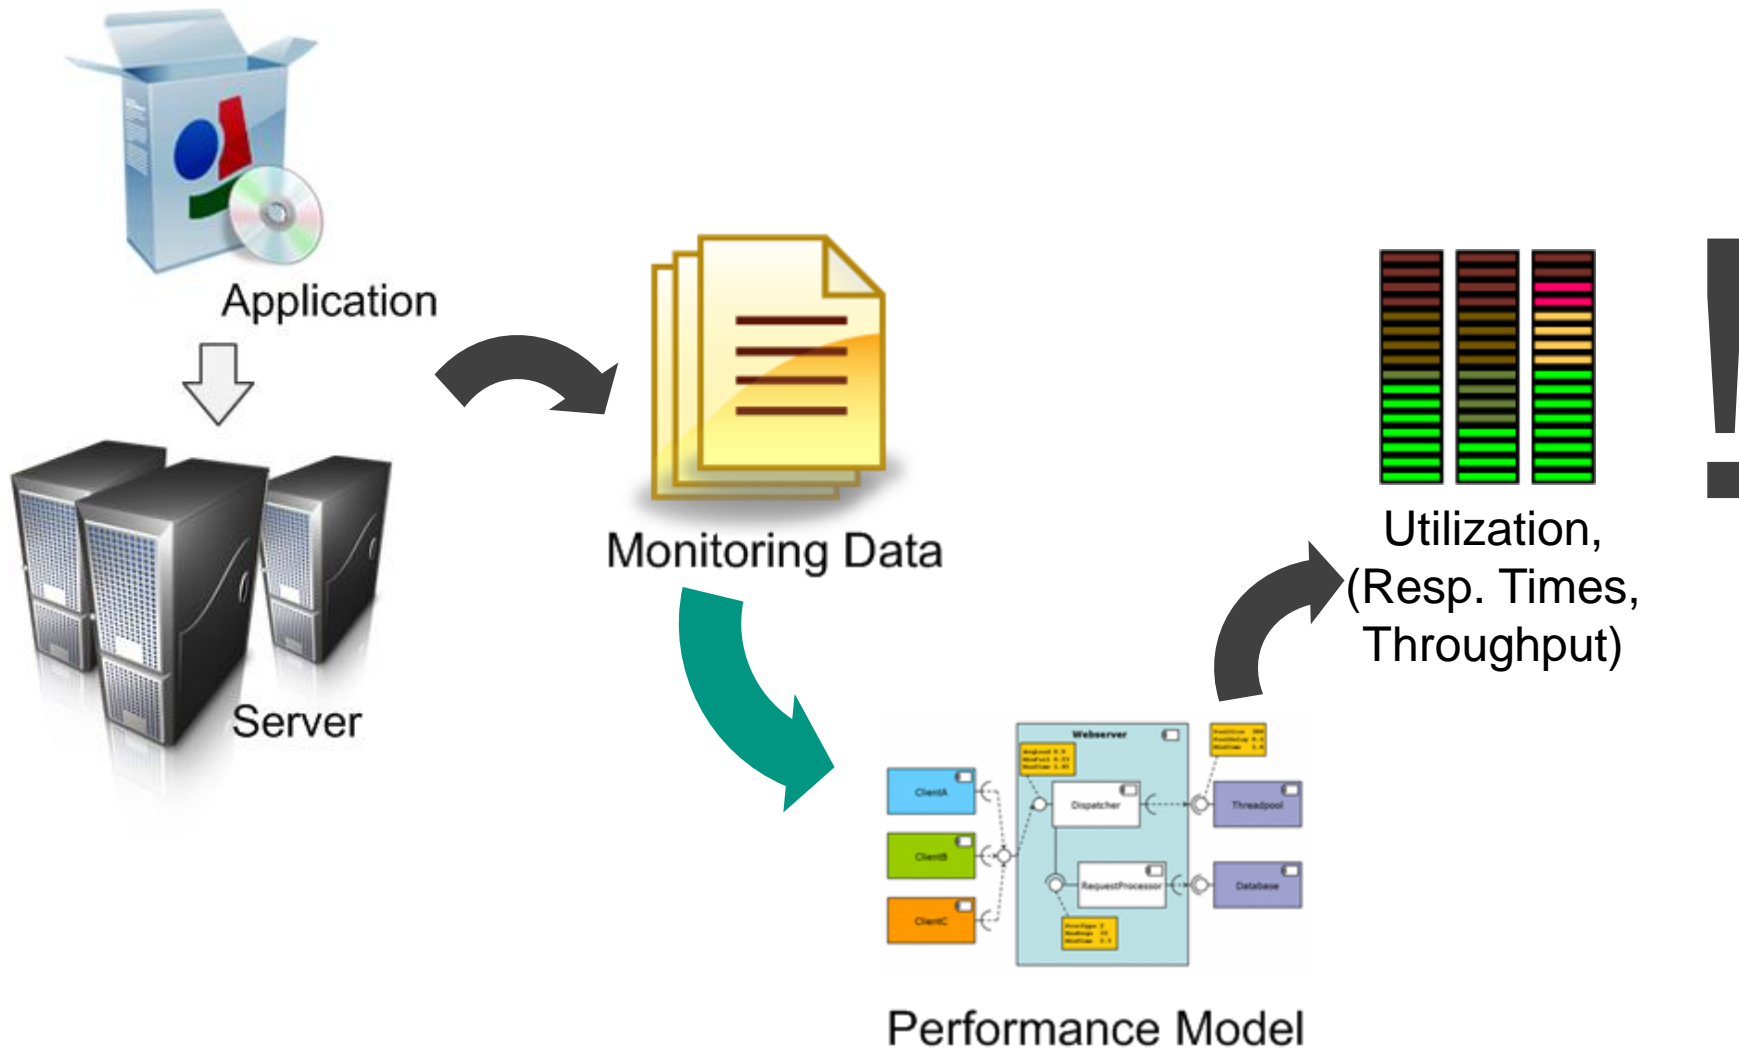 Application
Server
Monitoring Data
Utilization,
(Resp. Times,
Throughput)
!
Webserver
ClientA
ClientB
ClientC
Dispatcher
RequestProcessor
Threadpool
Database
Performance Model